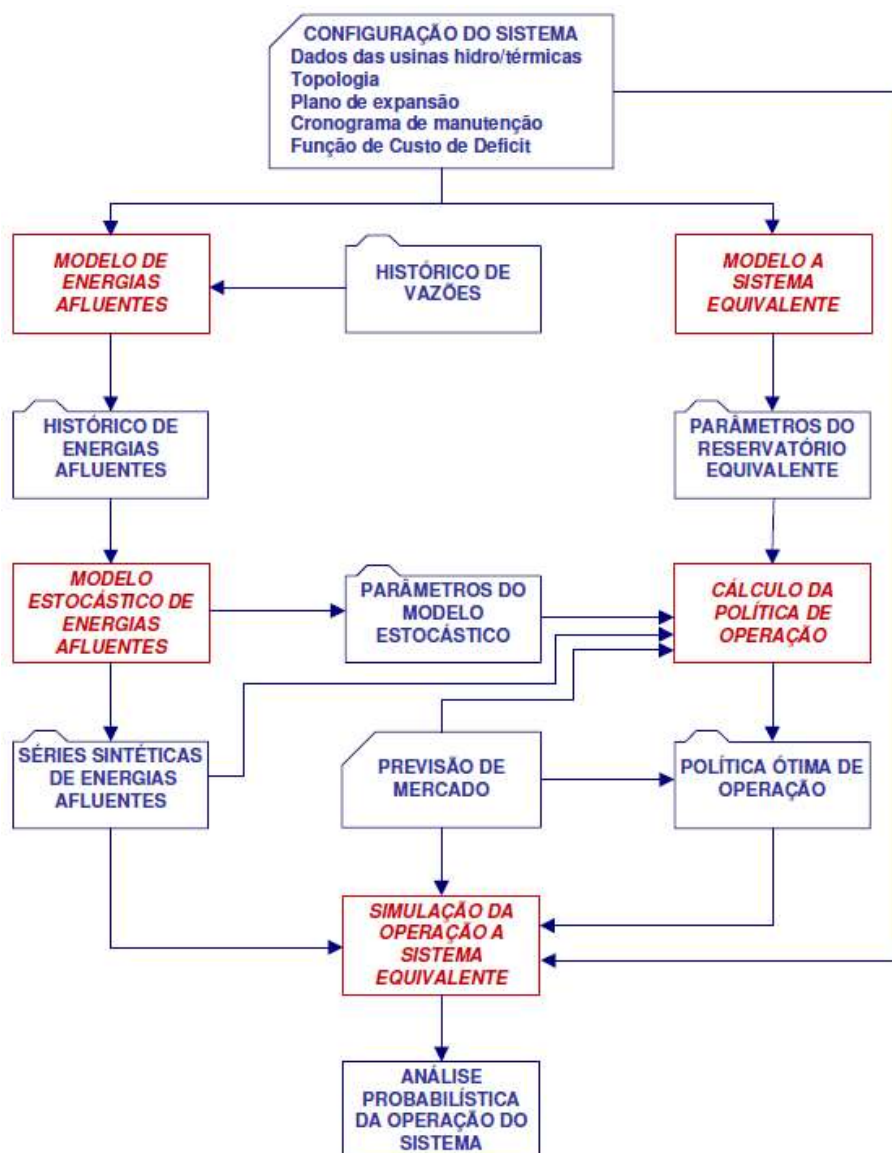 CONFIGURAÇÃO DO SISTEMA
Dados das usinas hidro/térmicas
Topologia
Plano de expansão
Cronograma de manutenção
Função de Custo de Deficit
MODELO DE
ENERGIAS
AFLUENTES
HISTÓRICO DE
VAZÕES
MODELO A
SISTEMA
EQUIVALENTE
HISTÓRICO DE
ENERGIAS
AFLUENTES
PARÂMETROS DO
RESERVATÓRIO
EQUIVALENTE
MODELO
ESTOCÁSTICO DE
ENERGIAS
AFLUENTES
PARÂMETROS DO
MODELO
ESTOCÁSTICO
CÁLCULO DA
POLÍTICA DE
OPERAÇÃO
SÉRIES SINTÉTICAS
DE ENERGIAS
AFLUENTES
PREVISÃO DE
MERCADO
POLÍTICA ÓTIMA DE
OPERAÇÃO
SIMULAÇÃO DA
OPERAÇÃO A
SISTEMA
EQUIVALENTE
ANÁLISE
PROBABILÍSTICA
DA OPERAÇÃO DO
SISTEMA